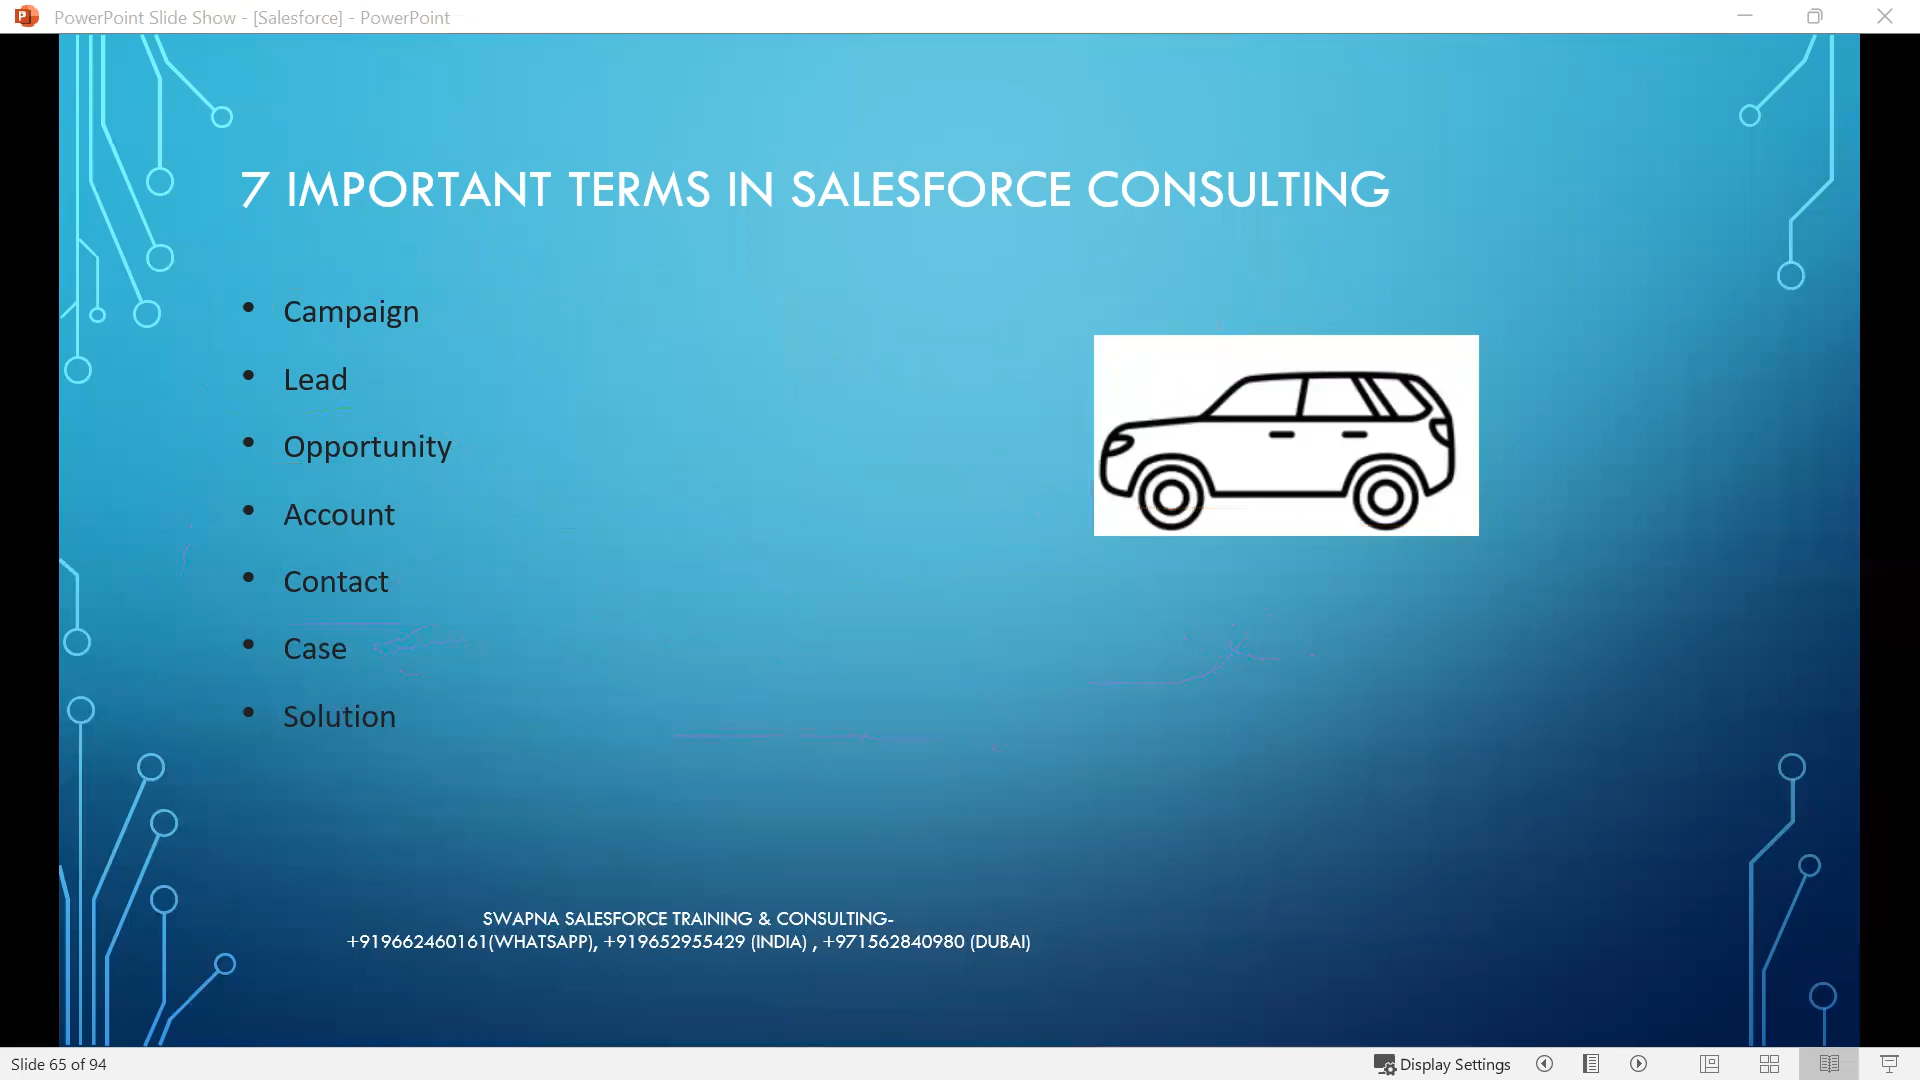 PowerPoint Slide Show - [Salesforce] - PowerPoint
7 IMPORTANT TERMS IN SALESFORCE CONSULTING
• Campaign
• Lead
• Opportunity
• Account
• Contact
• Case
• Solution
SWAPNA SALESFORCE TRAINING & CONSULTING-
+919662460161(WHATSAPP), +919652955429 (INDIA) , +971562840980 (DUBAI)
Slide 65 of 94
Display Settings